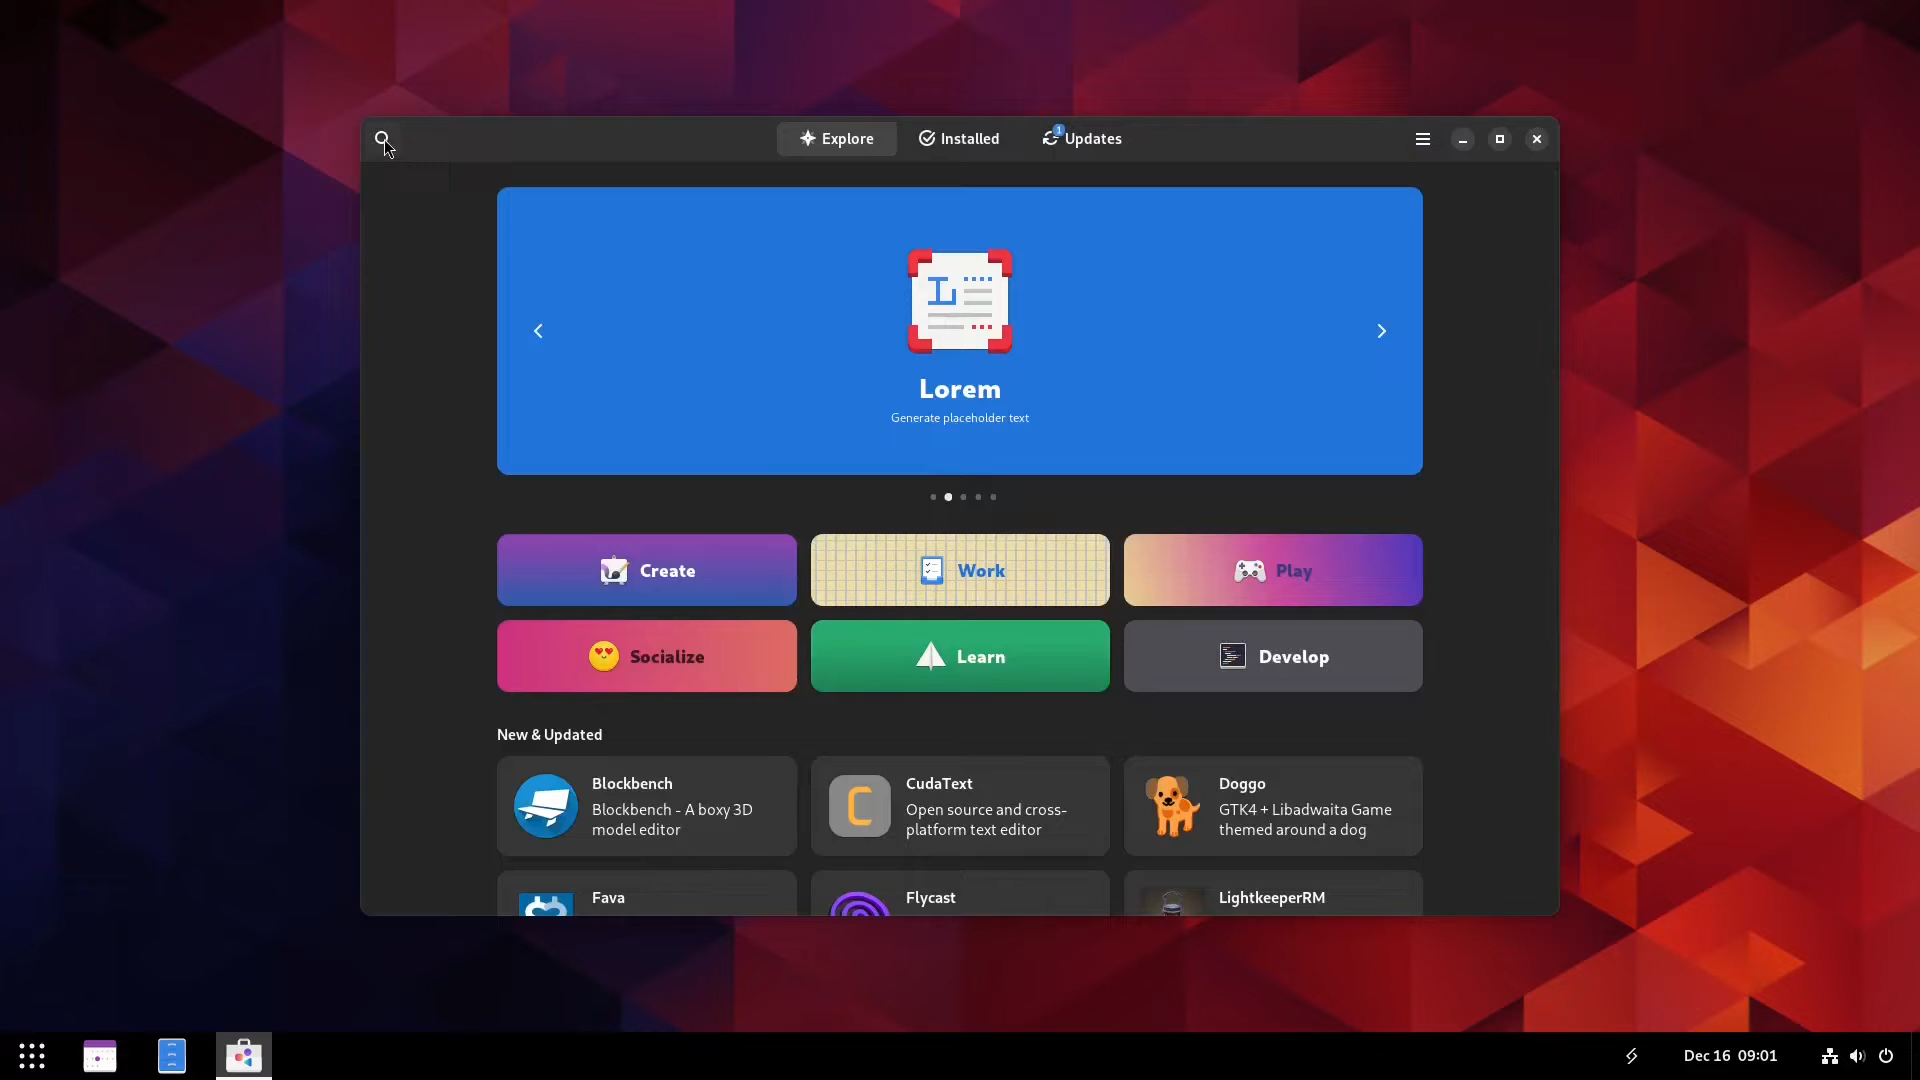 Explore
Installed
1
Updates
Lorem
Generate placeholder text
Create
Work
Play
Socialize
Learn
Develop
New & Updated
Blockbench
Blockbench - A boxy 3D
model editor
CudaText
Open source and cross-
platform text editor
Doggo
GTK4 + Libadwaita Game
themed around a dog
Fava
Flycast
LightkeeperRM
Dec 16 09:01